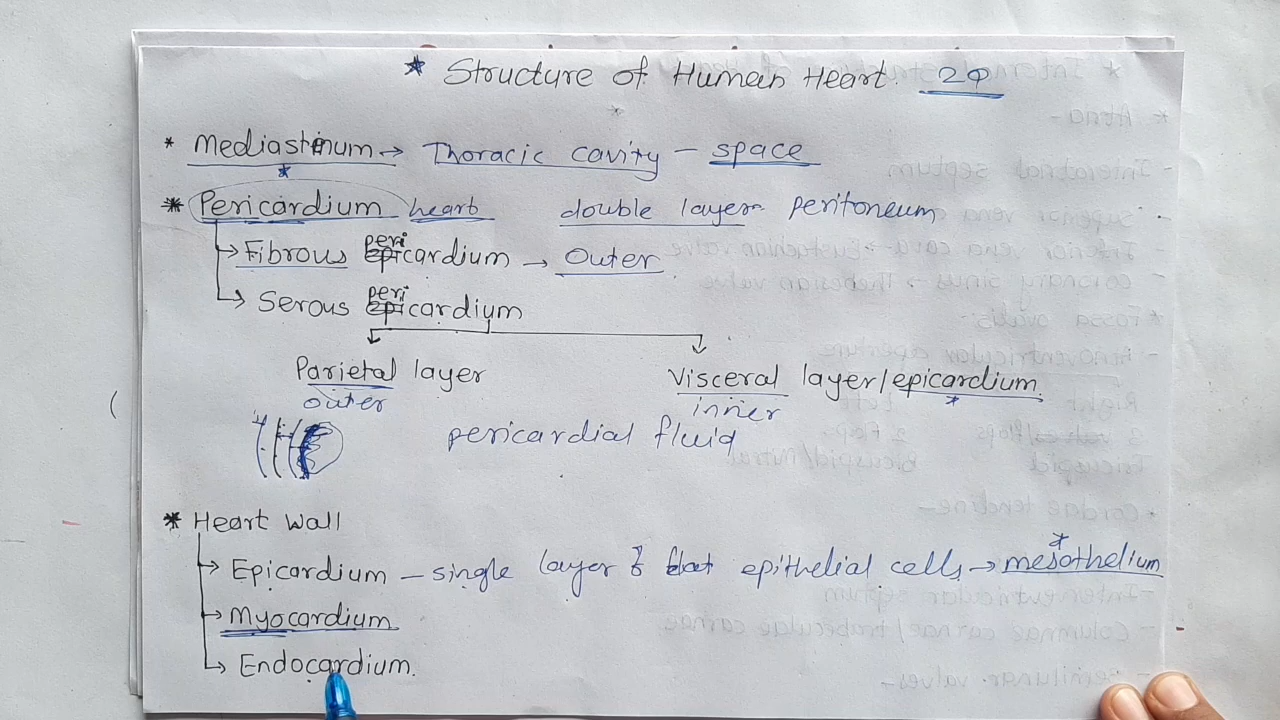 * Structure of Human Heart. 2Q
* Mediastinum → Thoracic cavity - space
* Pericardium heart double layer peritoneum
→ Fibrous pericardium → outer
→ Serous pericardium
Parietal layer Visceral layer/epicardium.
outer inner
pericardial fluid
* Heart Wall
→ Epicardium - single layer of flat epithelial cells → mesothelium
→ Myocardium
→ Endocardium.